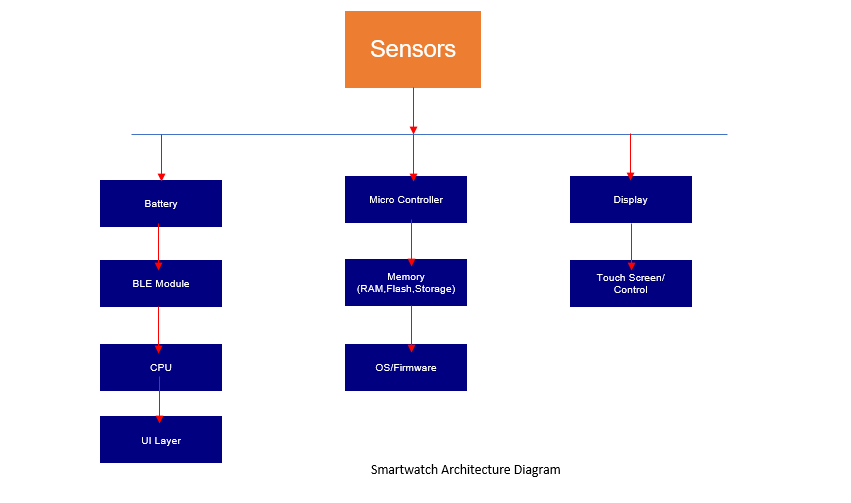 Sensors
Battery
Micro Controller
Display
BLE Module
Memory
(RAM,Flash,Storage)
Touch Screen/
Control
CPU
OS/Firmware
UI Layer
Smartwatch Architecture Diagram